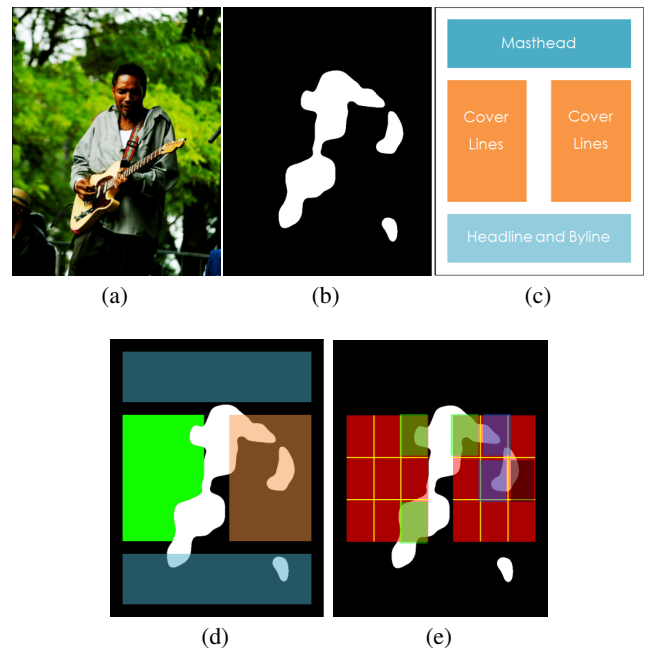 Masthead
Cover
Lines
Cover
Lines
Headline and Byline
(a)
(b)
(c)
(d)
(e)